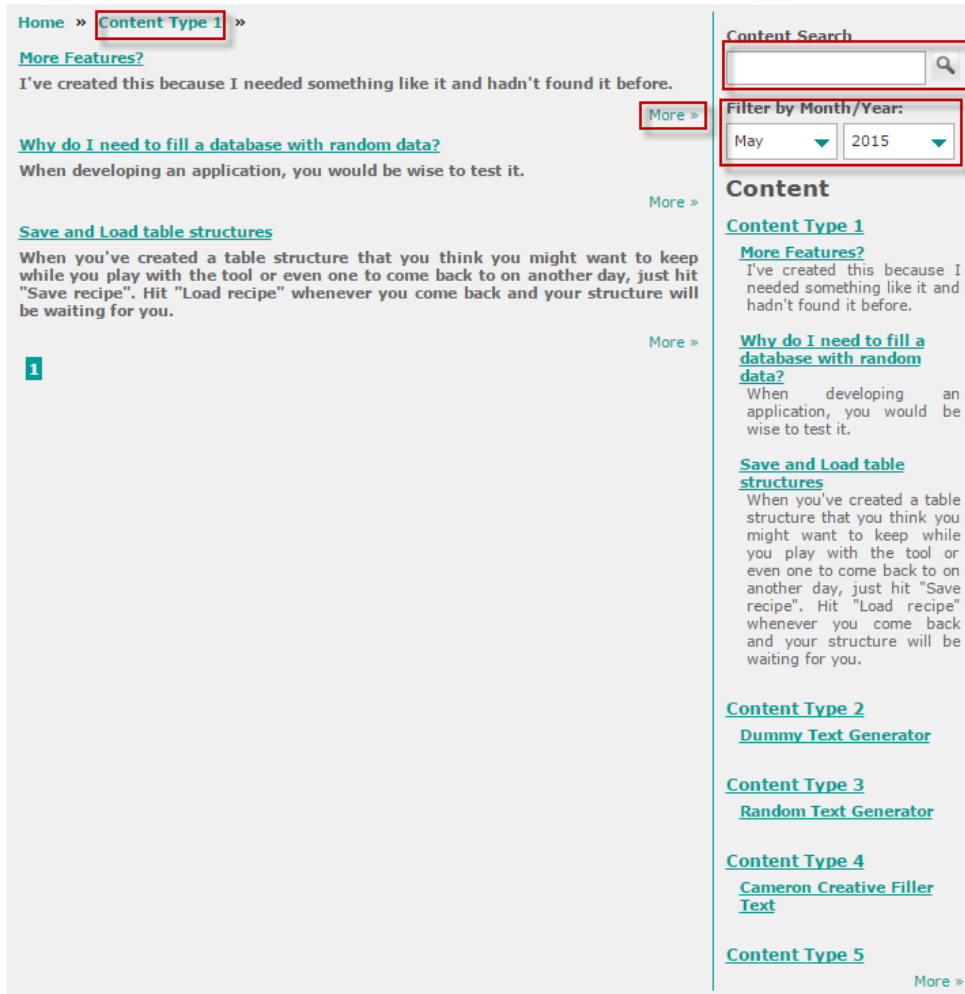 Home » Content Type 1 »
More Features?
I've created this because I needed something like it and hadn't found it before.
More »
Why do I need to fill a database with random data?
When developing an application, you would be wise to test it.
More »
Save and Load table structures
When you've created a table structure that you think you might want to keep
while you play with the tool or even one to come back to on another day, just hit
"Save recipe". Hit "Load recipe" whenever you come back and your structure will
be waiting for you.
More »
1
Content Search
Filter by Month/Year:
May 2015
Content
Content Type 1
More Features?
I've created this because I
needed something like it and
hadn't found it before.
Why do I need to fill a
database with random
data?
When developing an
application, you would be
wise to test it.
Save and Load table
structures
When you've created a table
structure that you think you
might want to keep while
you play with the tool or
even one to come back to on
another day, just hit "Save
recipe". Hit "Load recipe"
whenever you come back
and your structure will be
waiting for you.
Content Type 2
Dummy Text Generator
Content Type 3
Random Text Generator
Content Type 4
Cameron Creative Filler
Text
Content Type 5
More »